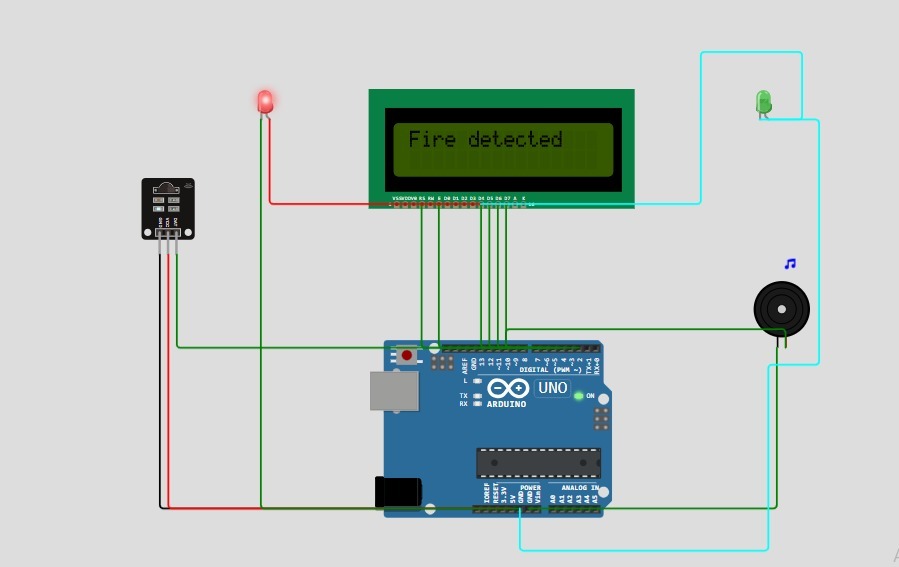 Fire detected
VSS VDD V0 RS RW E D0 D1 D2 D3 D4 D5 D6 D7 A K
GND
VCC
DAT
AREF
GND
13
12
~11
~10
~9
8
7
~6
~5
4
~3
2
TX→1
RX←0
DIGITAL (PWM ~)
L
TX
RX
UNO
ARDUINO
ON
IOREF
RESET
3.3V
5V
GND
GND
Vin
POWER
ANALOG IN
A0
A1
A2
A3
A4
A5